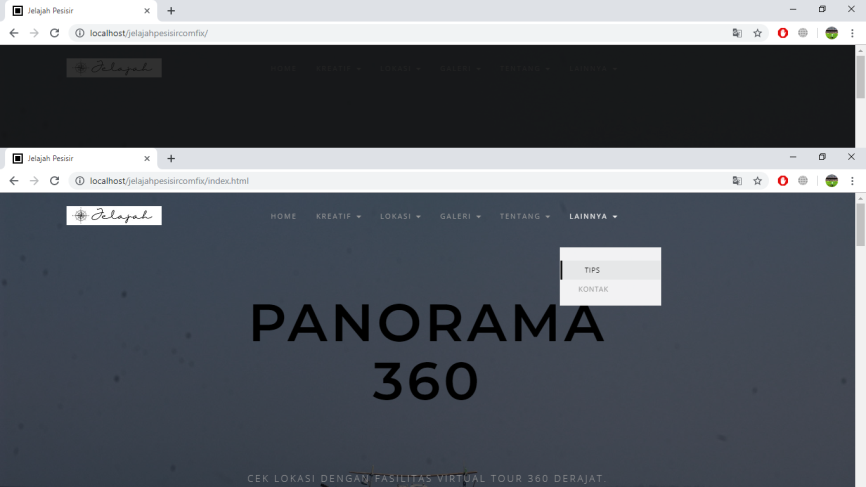 Jelajah Pesisir
localhost/jelajahpesisircomfix/
Jelajah
HOME KREATIF LOKASI GALERI TENTANG LAINNYA
Jelajah Pesisir
localhost/jelajahpesisircomfix/index.html
Jelajah
HOME KREATIF LOKASI GALERI TENTANG LAINNYA
TIPS
KONTAK
PANORAMA
360
CEK LOKASI DENGAN FASILITAS VIRTUAL TOUR 360 DERAJAT.